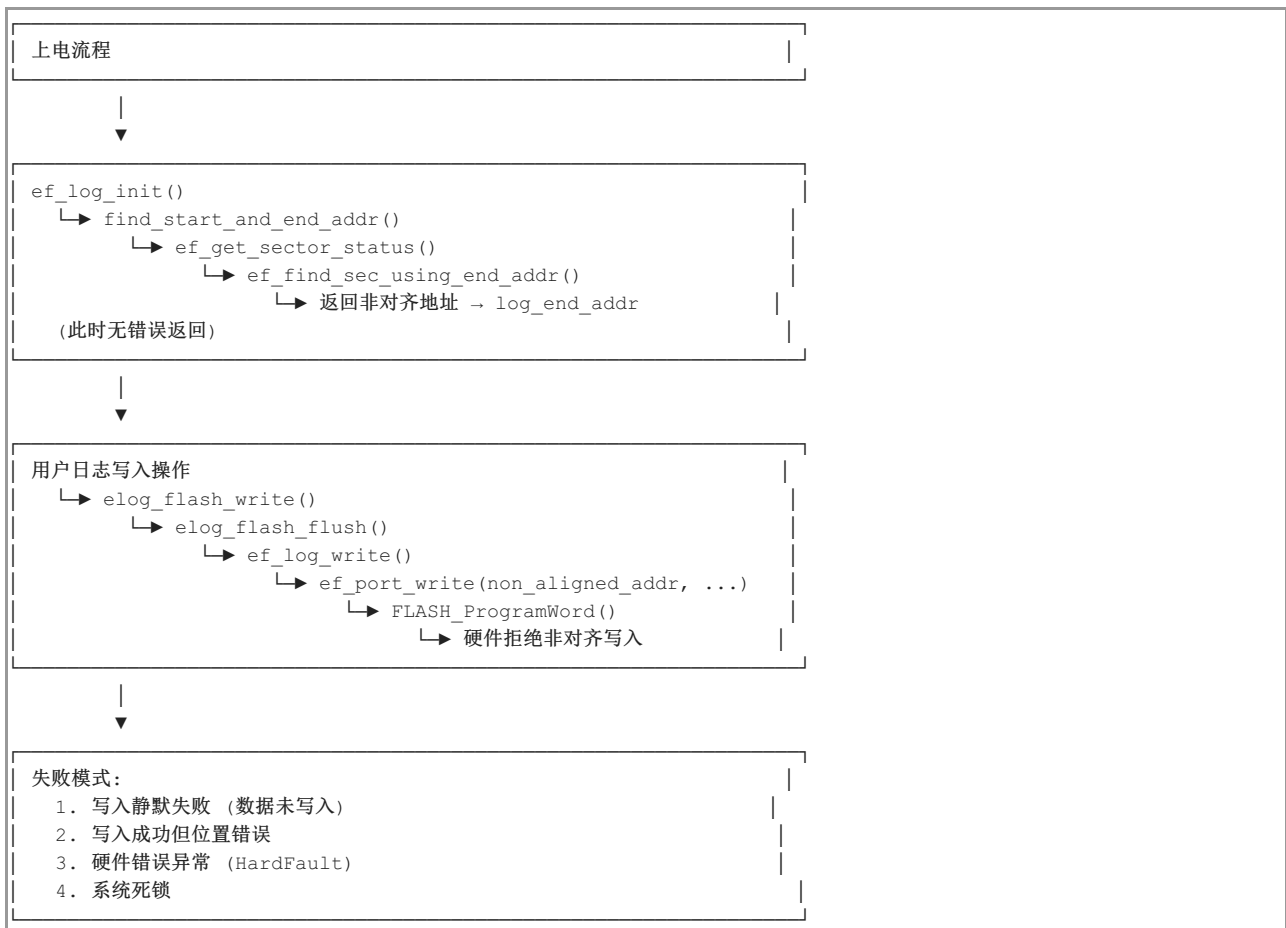 上电流程
▼
ef_log_init()
└─► find_start_and_end_addr()
└─► ef_get_sector_status()
└─► ef_find_sec_using_end_addr()
└─► 返回非对齐地址 → log_end_addr
(此时无错误返回)
▼
用户日志写入操作
└─► elog_flash_write()
└─► elog_flash_flush()
└─► ef_log_write()
└─► ef_port_write(non_aligned_addr, ...)
└─► FLASH_ProgramWord()
└─► 硬件拒绝非对齐写入
▼
失败模式:
1. 写入静默失败 (数据未写入)
2. 写入成功但位置错误
3. 硬件错误异常 (HardFault)
4. 系统死锁